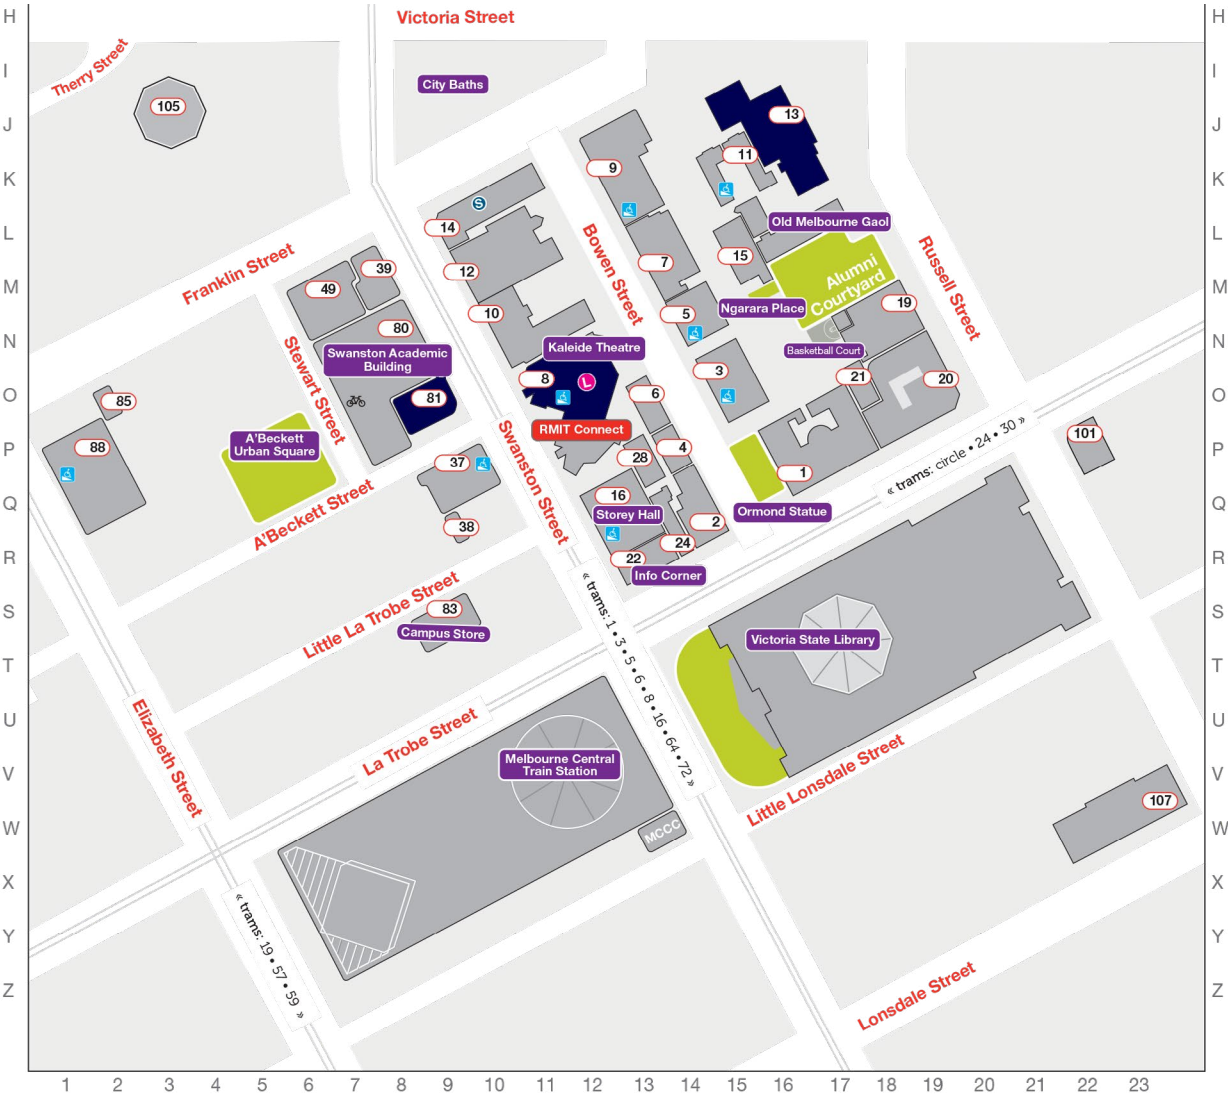 H
Victoria Street
H
I
Therry Street
City Baths
I
105
13
J
J
9
11
K
S
K
14
Old Melbourne Gaol
L
Bowen Street
L
Franklin Street
39
12
7
15
Russell Street
49
Alumni
Courtyard
M
M
10
5
Ngarara Place
19
80
N
Kaleide Theatre
Basketball Court
N
Stewart Street
Swanston Academic
Building
8
L
3
21
20
85
81
6
O
O
RMIT Connect
A'Beckett
Urban Square
88
P
4
101
P
37
28
1
« trams: circle • 24 • 30 »
Swanston Street
16
Q
A'Beckett Street
Storey Hall
2
Ormond Statue
Q
38
24
R
22
R
Info Corner
Little La Trobe Street
83
S
S
Campus Store
« trams: 1 • 3 • 5 • 6 • 8 • 16 • 64 • 72 »
Victoria State Library
T
T
Elizabeth Street
La Trobe Street
U
U
Melbourne Central
Train Station
V
Little Lonsdale Street
V
107
W
MCCC
W
X
X
« trams: 19 • 57 • 59 »
Y
Y
Z
Lonsdale Street
Z
1 2 3 4 5 6 7 8 9 10 11 12 13 14 15 16 17 18 19 20 21 22 23